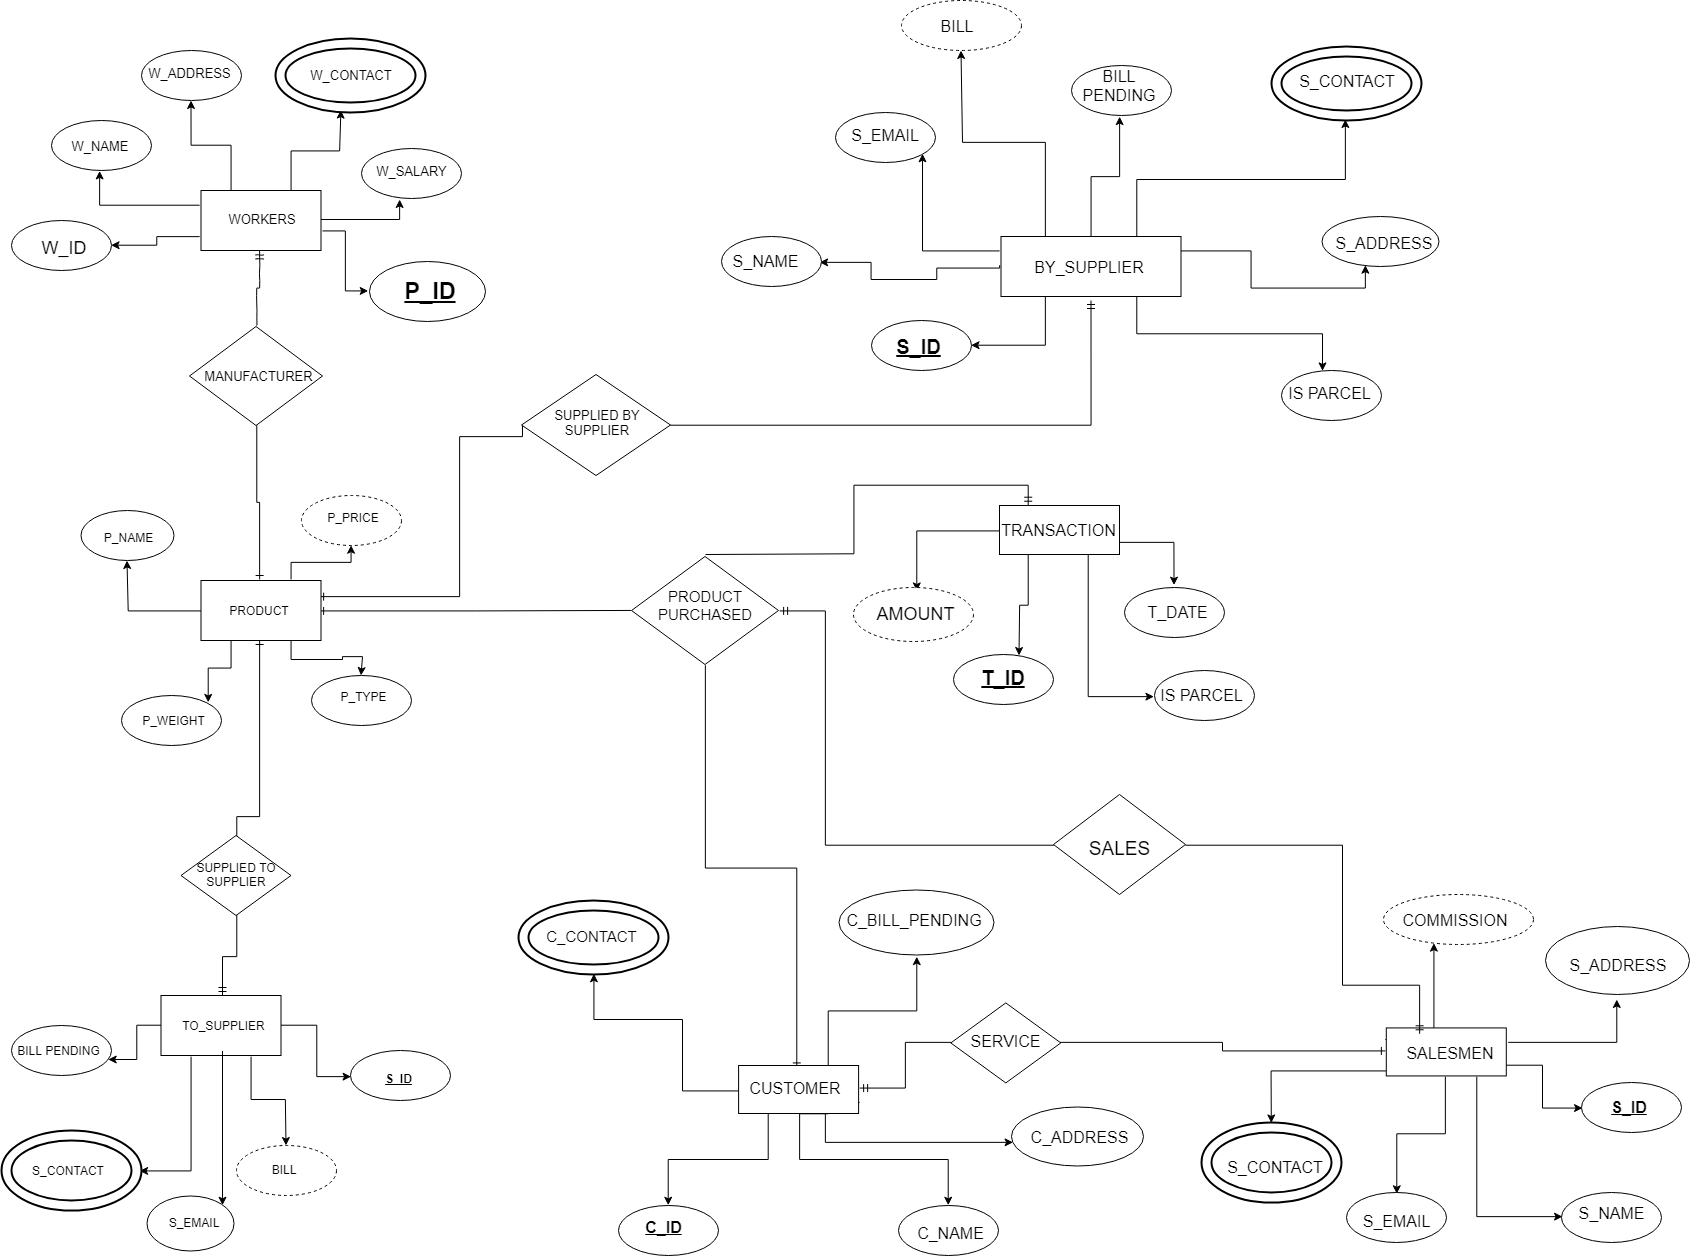 BILL
W_ADDRESS
W_CONTACT
BILL
PENDING
S_CONTACT
W_NAME
S_EMAIL
W_SALARY
WORKERS
W_ID
S_NAME
BY_SUPPLIER
S_ADDRESS
P_ID
S_ID
MANUFACTURER
IS PARCEL
SUPPLIED BY
SUPPLIER
P_PRICE
P_NAME
TRANSACTION
PRODUCT
PRODUCT
PURCHASED
AMOUNT
T_DATE
T_ID
P_TYPE
IS PARCEL
P_WEIGHT
SALES
SUPPLIED TO
SUPPLIER
C_BILL_PENDING
COMMISSION
C_CONTACT
S_ADDRESS
TO_SUPPLIER
SERVICE
BILL PENDING
SALESMEN
S_ID
CUSTOMER
S_ID
C_ADDRESS
S_CONTACT
BILL
S_CONTACT
S_EMAIL
C_ID
C_NAME
S_EMAIL
S_NAME